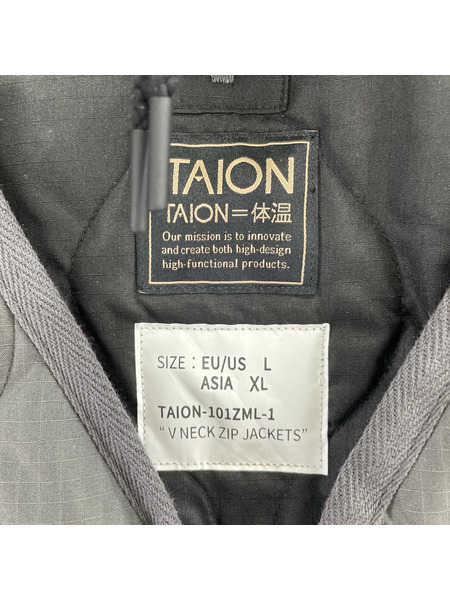 TAION
TAION=体温
Our mission is to innovate
and create both high-design
high-functional products.
SIZE : EU/US L
ASIA XL
TAION-101ZML-1
“ V NECK ZIP JACKETS”